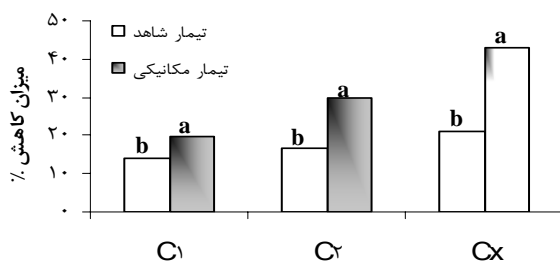 ۵۰
۴۰
۳۰
۲۰
۱۰
۰
میزان کاهش %
تیمار شاهد
تیمار مکانیکی
b a
b a
b a
C۱ C۲ Cx